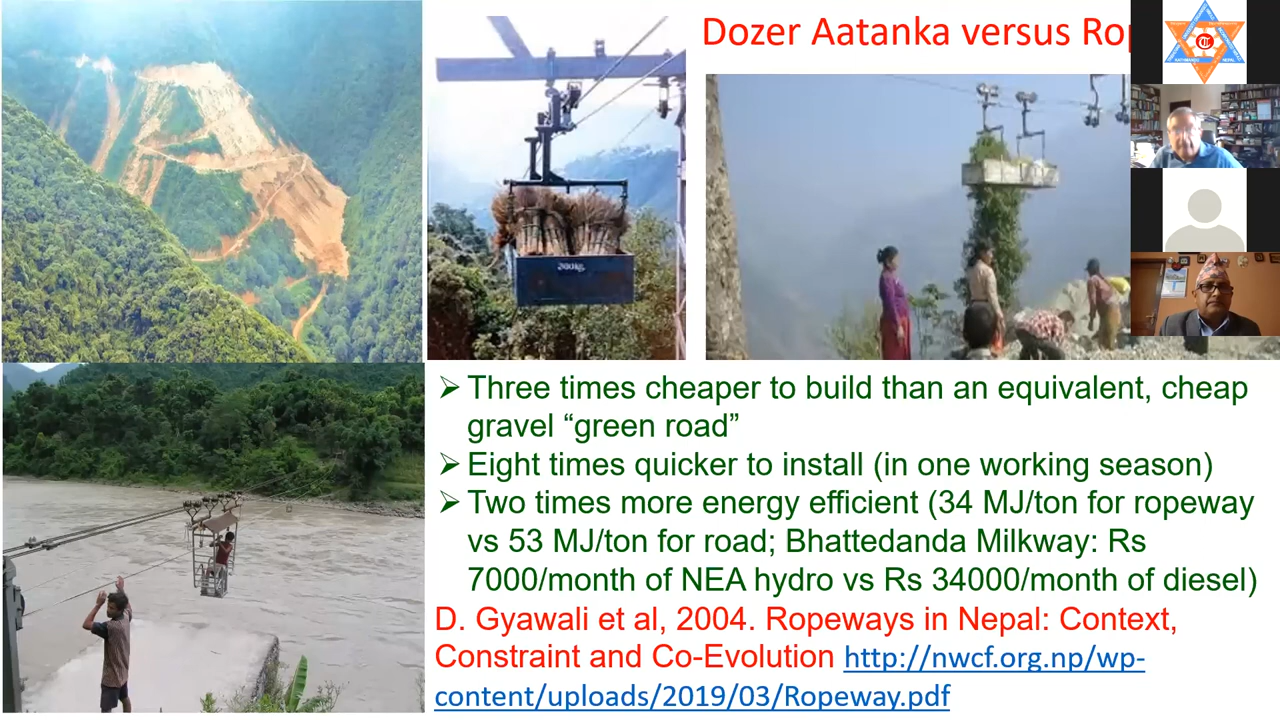 Dozer Aatanka versus Rop
KATHMANDU
NEPAL
300kg.
➢ Three times cheaper to build than an equivalent, cheap
gravel “green road”
➢ Eight times quicker to install (in one working season)
➢ Two times more energy efficient (34 MJ/ton for ropeway
vs 53 MJ/ton for road; Bhattedanda Milkway: Rs
7000/month of NEA hydro vs Rs 34000/month of diesel)
D. Gyawali et al, 2004. Ropeways in Nepal: Context,
Constraint and Co-Evolution http://nwcf.org.np/wp-
content/uploads/2019/03/Ropeway.pdf